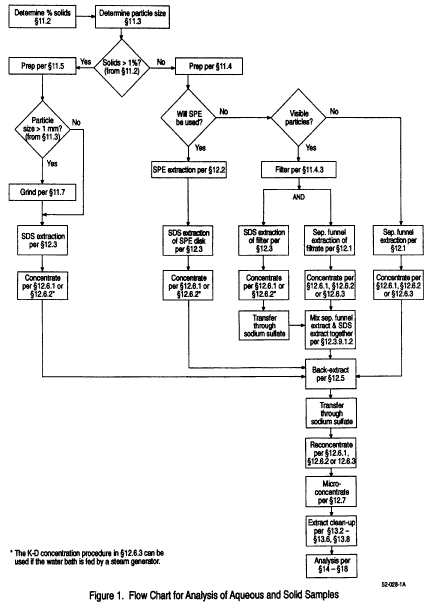 Determine % solids
§11.2
Determine particle size
§11.3
Solids > 1%?
(from §11.2)
Yes
No
Prep per §11.5
Prep per §11.4
Particle
size > 1 mm?
(from §11.3)
No
Yes
Will SPE
be used?
No
Yes
Visible
particles?
No
Yes
Grind per §11.7
SPE extraction per §12.2
Filter per §11.4.3
AND
SDS extraction
per §12.3
SDS extraction
of SPE disk
per §12.3
SDS extraction
of filter per
§12.3
Sep. funnel
extraction of
filtrate per §12.1
Sep. funnel
extraction per
§12.1
Concentrate
per §12.6.1 or
§12.6.2*
Concentrate
per §12.6.1 or
§12.6.2*
Concentrate
per §12.6.1 or
§12.6.2*
Concentrate per
§12.6.1, §12.6.2
or §12.6.3
Concentrate per
§12.6.1, §12.6.2
or §12.6.3
Transfer
through
sodium sulfate
Mix sep. funnel
extract & SDS
extract together
per §12.3.9.1.2
Back-extract
per §12.5
Transfer
through
sodium sulfate
Reconcentrate
per §12.6.1,
§12.6.2 or 12.6.3
Micro-
concentrate
per §12.7
Extract clean-up
per §13.2 –
§13.6, §13.8
Analysis per
§14 – §18
* The K-D concentration procedure in §12.6.3 can be
used if the water bath is fed by a steam generator.
52-028-1A
Figure 1. Flow Chart for Analysis of Aqueous and Solid Samples